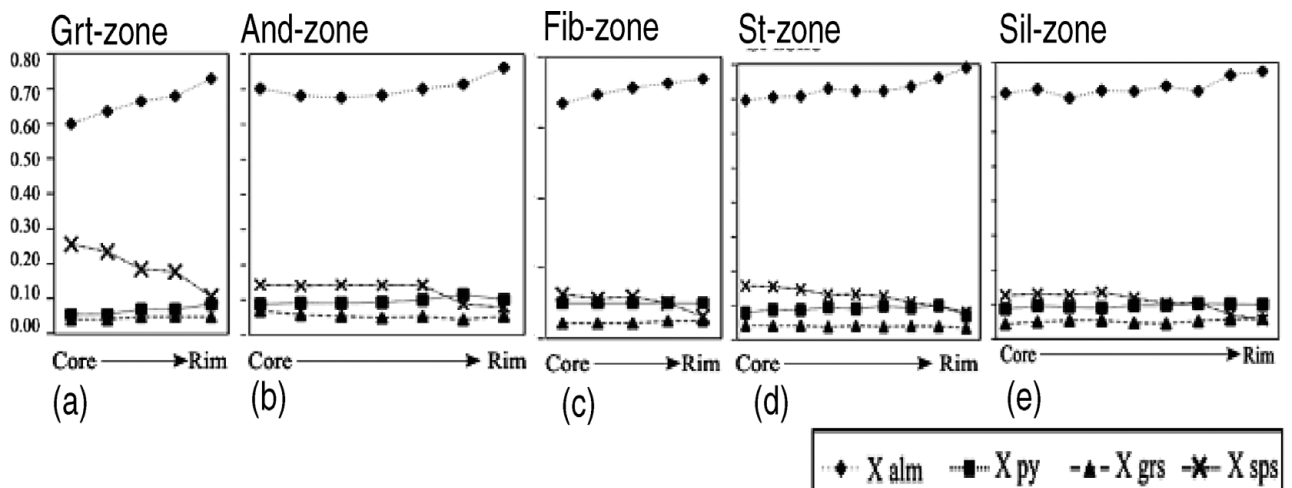 Grt-zone And-zone Fib-zone St-zone Sil-zone
0.80
0.70
0.60
0.50
0.40
0.30
0.20
0.10
0.00
Core Rim Core Rim Core Rim Core Rim Core Rim
(a) (b) (c) (d) (e)
X alm X py X grs X sps